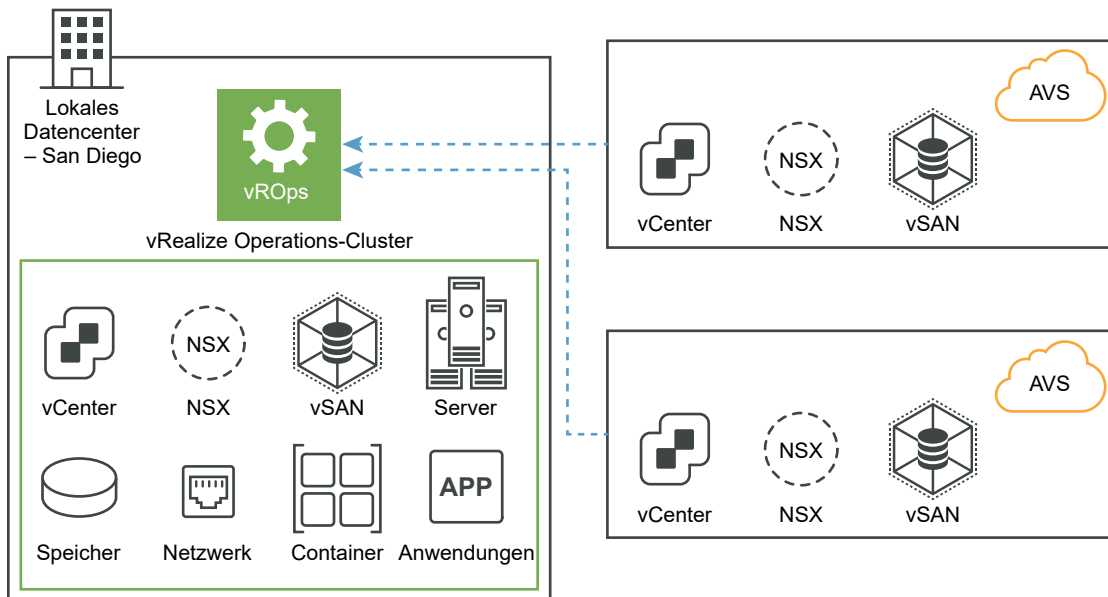 Lokales
Datencenter
– San Diego
vROps
vRealize Operations-Cluster
NSX
vCenter
NSX
vSAN
Server
APP
Speicher
Netzwerk
Container
Anwendungen
AVS
NSX
vCenter
NSX
vSAN
AVS
NSX
vCenter
NSX
vSAN